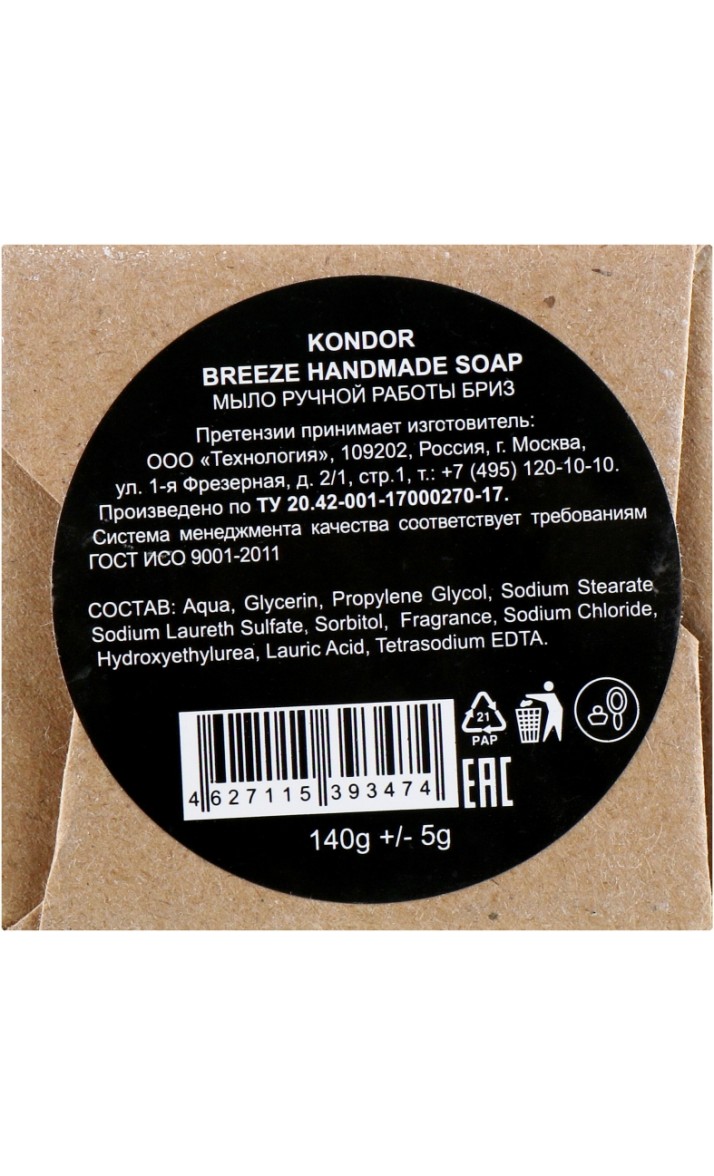 KONDOR
BREEZE HANDMADE SOAP
МЫЛО РУЧНОЙ РАБОТЫ БРИЗ
Претензии принимает изготовитель:
ООО «Технология», 109202, Россия, г. Москва,
ул. 1-я Фрезерная, д. 2/1, стр.1, т.: +7 (495) 120-10-10.
Произведено по ТУ 20.42-001-17000270-17.
Система менеджмента качества соответствует требованиям
ГОСТ ИСО 9001-2011
СОСТАВ: Aqua, Glycerin, Propylene Glycol, Sodium Stearate
Sodium Laureth Sulfate, Sorbitol, Fragrance, Sodium Chloride,
Hydroxyethylurea, Lauric Acid, Tetrasodium EDTA.
21
PAP
4 627115 393474
EAC
140g +/- 5g